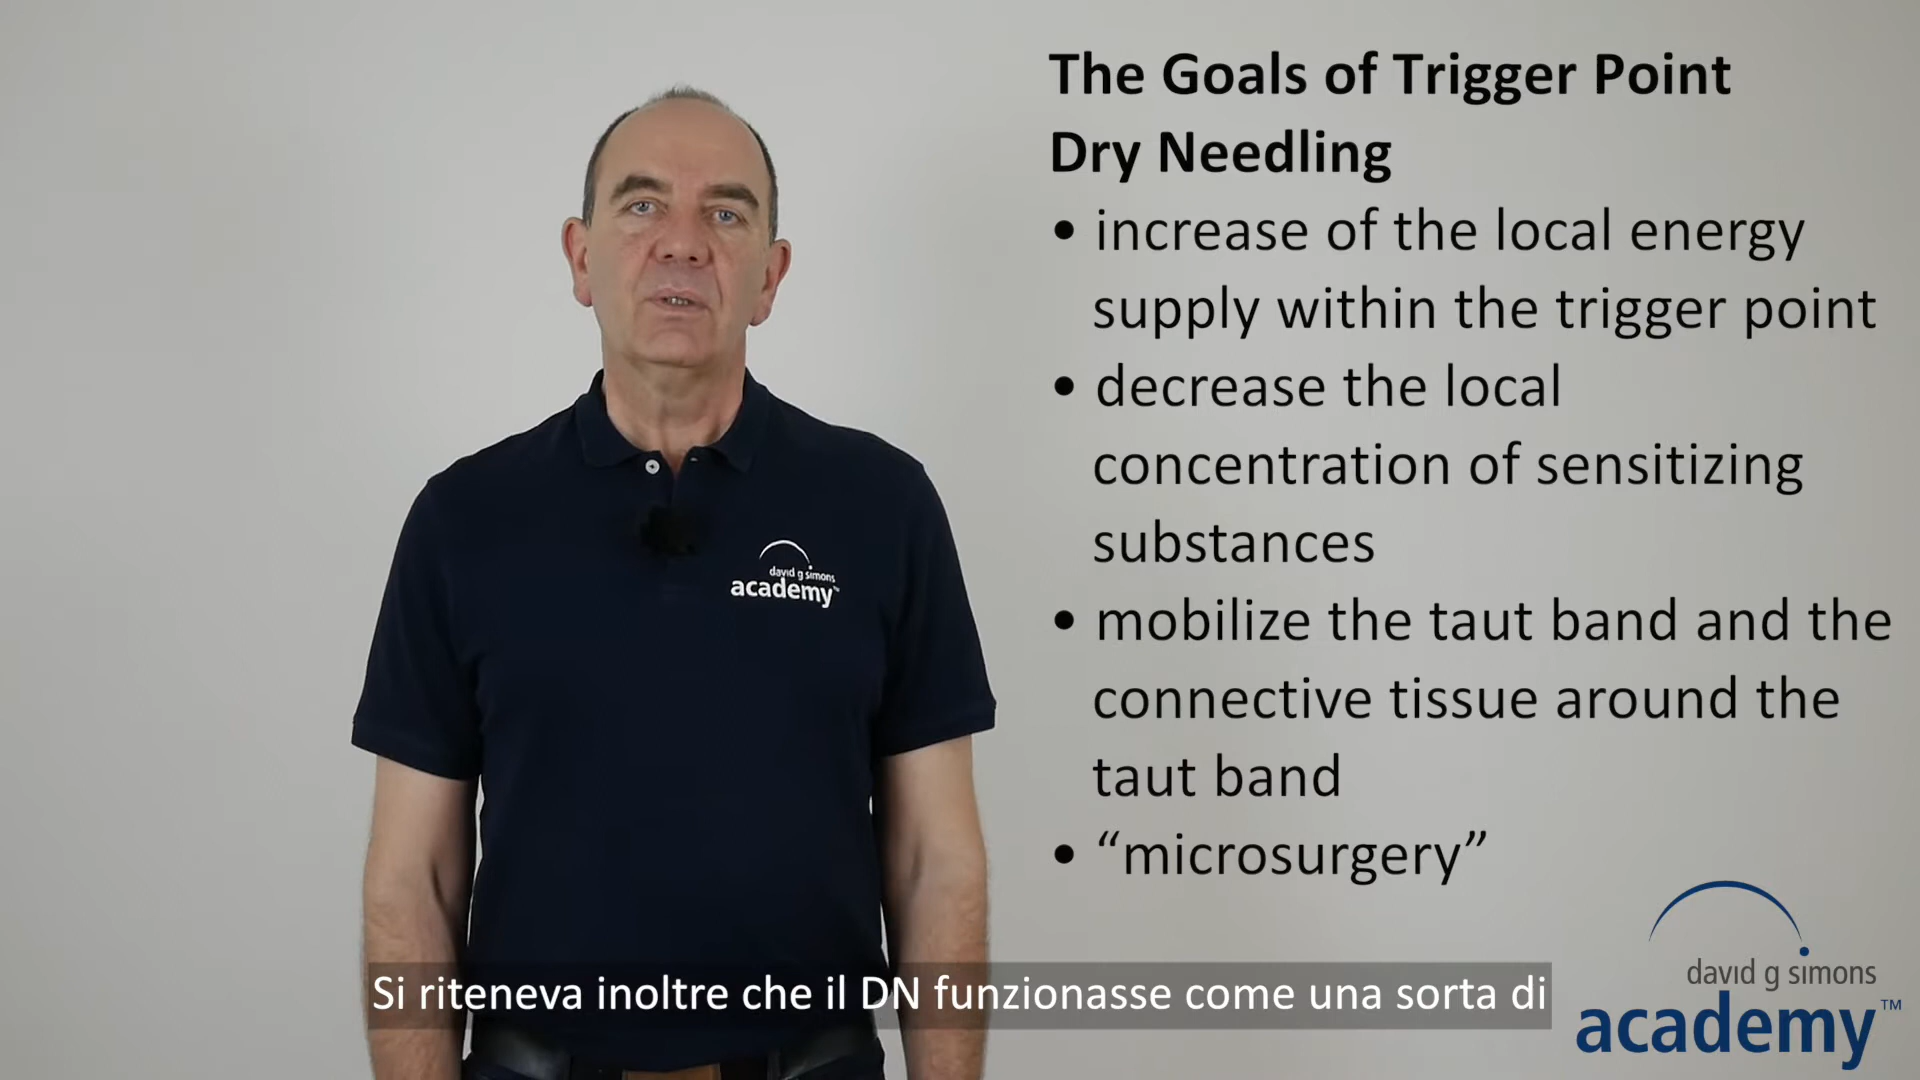 The Goals of Trigger Point
Dry Needling
• increase of the local energy
supply within the trigger point
• decrease the local
concentration of sensitizing
substances
• mobilize the taut band and the
connective tissue around the
taut band
• “microsurgery”
david g simons
academy™
Si riteneva inoltre che il DN funzionasse come una sorta di
david g simons
academy™